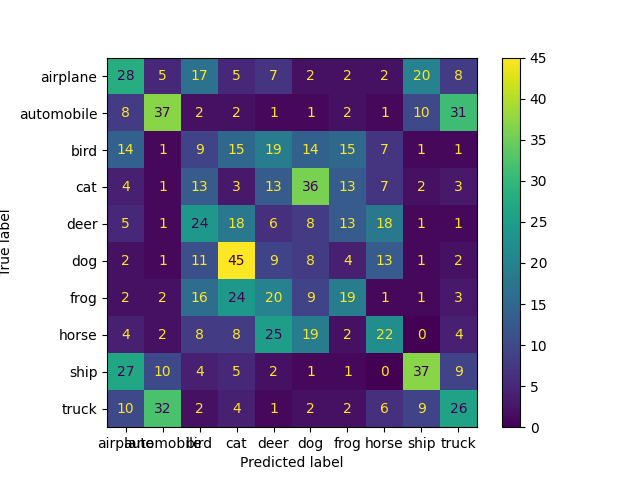 airplane 28 5 17 5 7 2 2 2 20 8
automobile 8 37 2 2 1 1 2 1 10 31
bird 14 1 9 15 19 14 15 7 1 1
cat 4 1 13 3 13 36 13 7 2 3
deer 5 1 24 18 6 8 13 18 1 1
dog 2 1 11 45 9 8 4 13 1 2
frog 2 2 16 24 20 9 19 1 1 3
horse 4 2 8 8 25 19 2 22 0 4
ship 27 10 4 5 2 1 1 0 37 9
truck 10 32 2 4 1 2 2 6 9 26
airplane automobile bird cat deer dog frog horse ship truck
Predicted label
True label
45
40
35
30
25
20
15
10
5
0